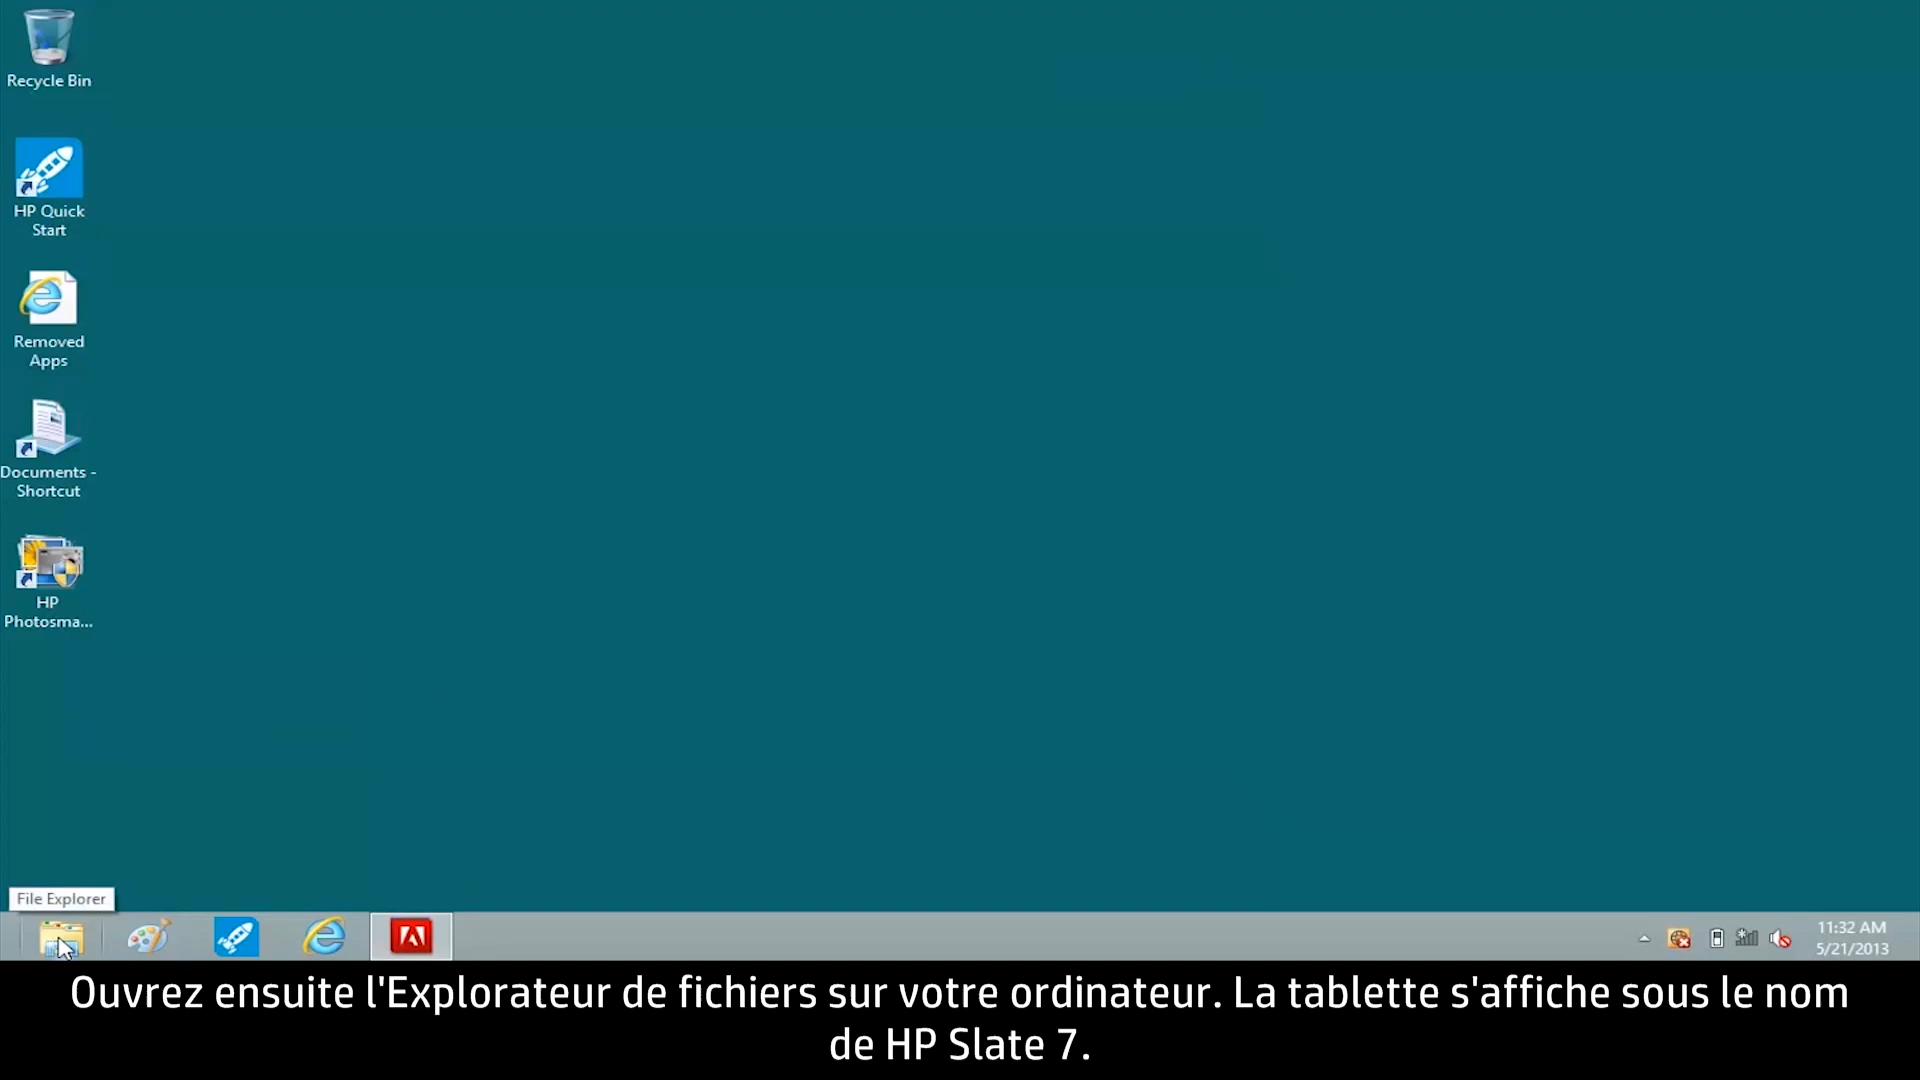 Recycle Bin
HP Quick
Start
Removed
Apps
Documents -
Shortcut
HP
Photosma...
File Explorer
11:32 AM
5/21/2013
Ouvrez ensuite l'Explorateur de fichiers sur votre ordinateur. La tablette s'affiche sous le nom
de HP Slate 7.